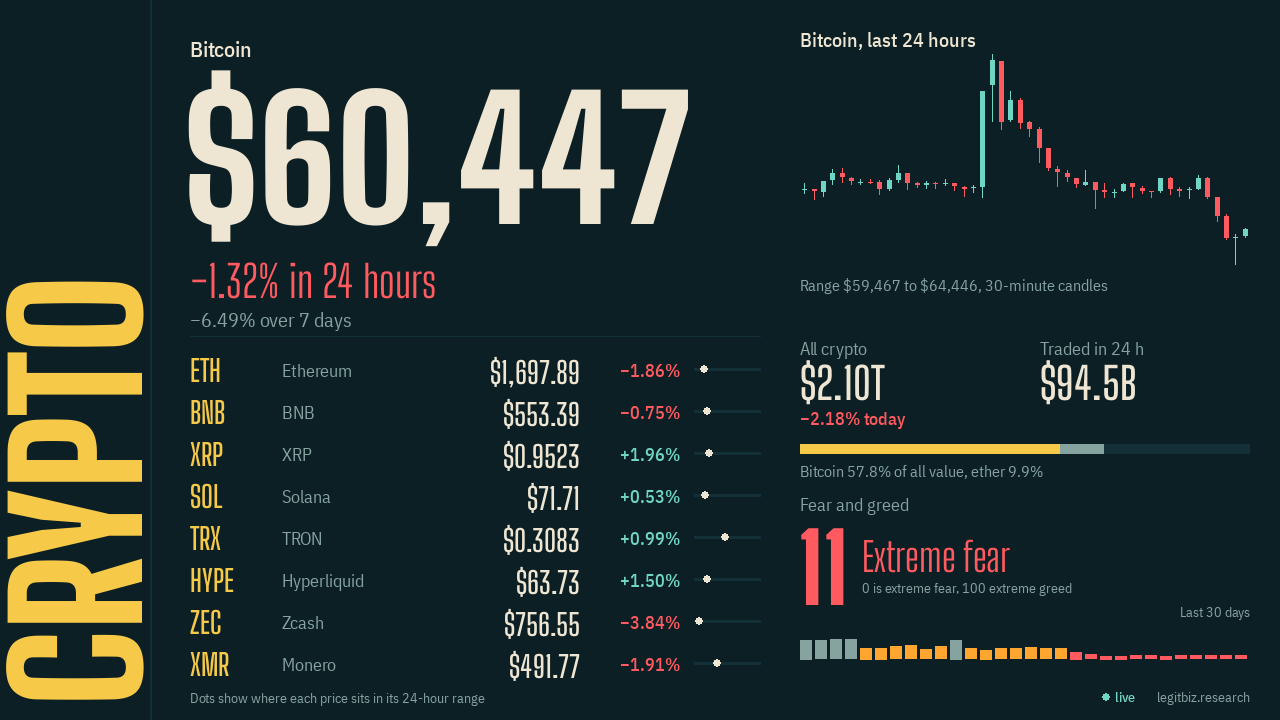 CRYPTO
Bitcoin
$60,447
−1.32% in 24 hours
−6.49% over 7 days
ETH Ethereum $1,697.89 −1.86%
BNB BNB $553.39 −0.75%
XRP XRP $0.9523 +1.96%
SOL Solana $71.71 +0.53%
TRX TRON $0.3083 +0.99%
HYPE Hyperliquid $63.73 +1.50%
ZEC Zcash $756.55 −3.84%
XMR Monero $491.77 −1.91%
Dots show where each price sits in its 24-hour range
Bitcoin, last 24 hours
Range $59,467 to $64,446, 30-minute candles
All crypto Traded in 24 h
$2.10T $94.5B
−2.18% today
Bitcoin 57.8% of all value, ether 9.9%
Fear and greed
11 Extreme fear
0 is extreme fear, 100 extreme greed
Last 30 days
live legitbiz.research